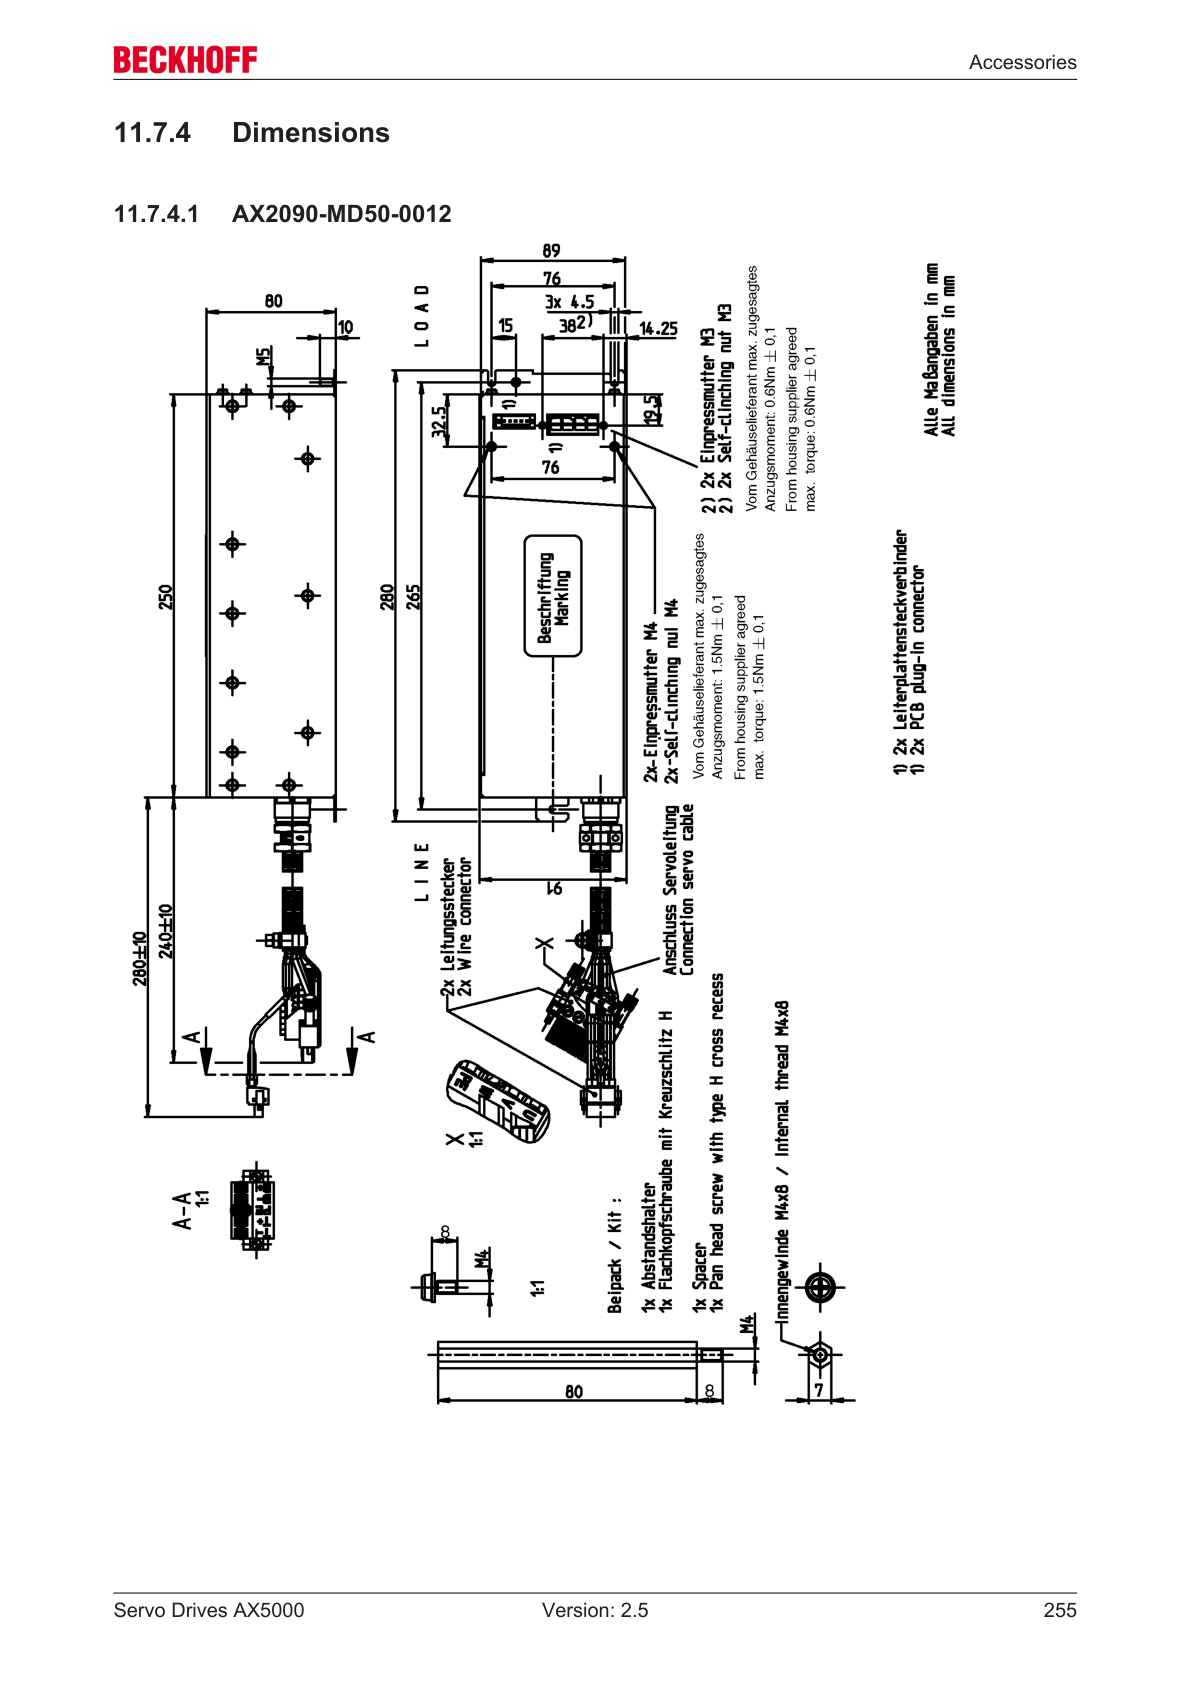 BECKHOFF
Accessories
11.7.4 Dimensions
11.7.4.1 AX2090-MD50-0012
80
10
M5
250
280±10
240±10
A
A
A-A
1:1
LOAD
89
76
3x 4.5
15
38 2)
14.25
32.5
19.5
1)
1)
76
280
265
Beschriftung
Marking
LINE
91
2x Leitungsstecker
2x Wire connector
X
X
1:1
PE
W
V
U
Anschluss Servoleitung
Connection servo cable
2x-Einpressmutter M4
2x-Self-clinching nut M4
Vom Gehäuselieferant max. zugesagtes
Anzugsmoment: 1.5Nm ± 0,1
From housing supplier agreed
max. torque: 1.5Nm ± 0,1
2) 2x Einpressmutter M3
2) 2x Self-clinching nut M3
Vom Gehäuselieferant max. zugesagtes
Anzugsmoment: 0.6Nm ± 0,1
From housing supplier agreed
max. torque: 0.6Nm ± 0,1
1) 2x Leiterplattensteckverbinder
1) 2x PCB plug-in connector
Alle Maßangaben in mm
All dimensions in mm
8
M4
1:1
Beipack / Kit :
1x Abstandshalter
1x Flachkopfschraube mit Kreuzschlitz H
1x Spacer
1x Pan head screw with type H cross recess
Innengewinde M4x8 / Internal thread M4x8
M4
80
8
7
Servo Drives AX5000
Version: 2.5
255